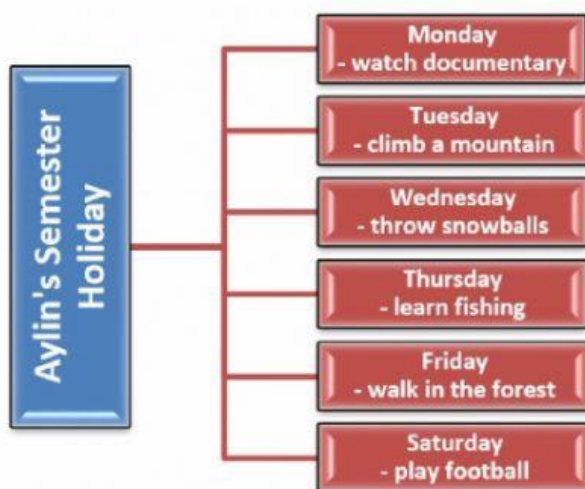 Aylin's Semester
Holiday
Monday
- watch documentary
Tuesday
- climb a mountain
Wednesday
- throw snowballs
Thursday
- learn fishing
Friday
- walk in the forest
Saturday
- play football